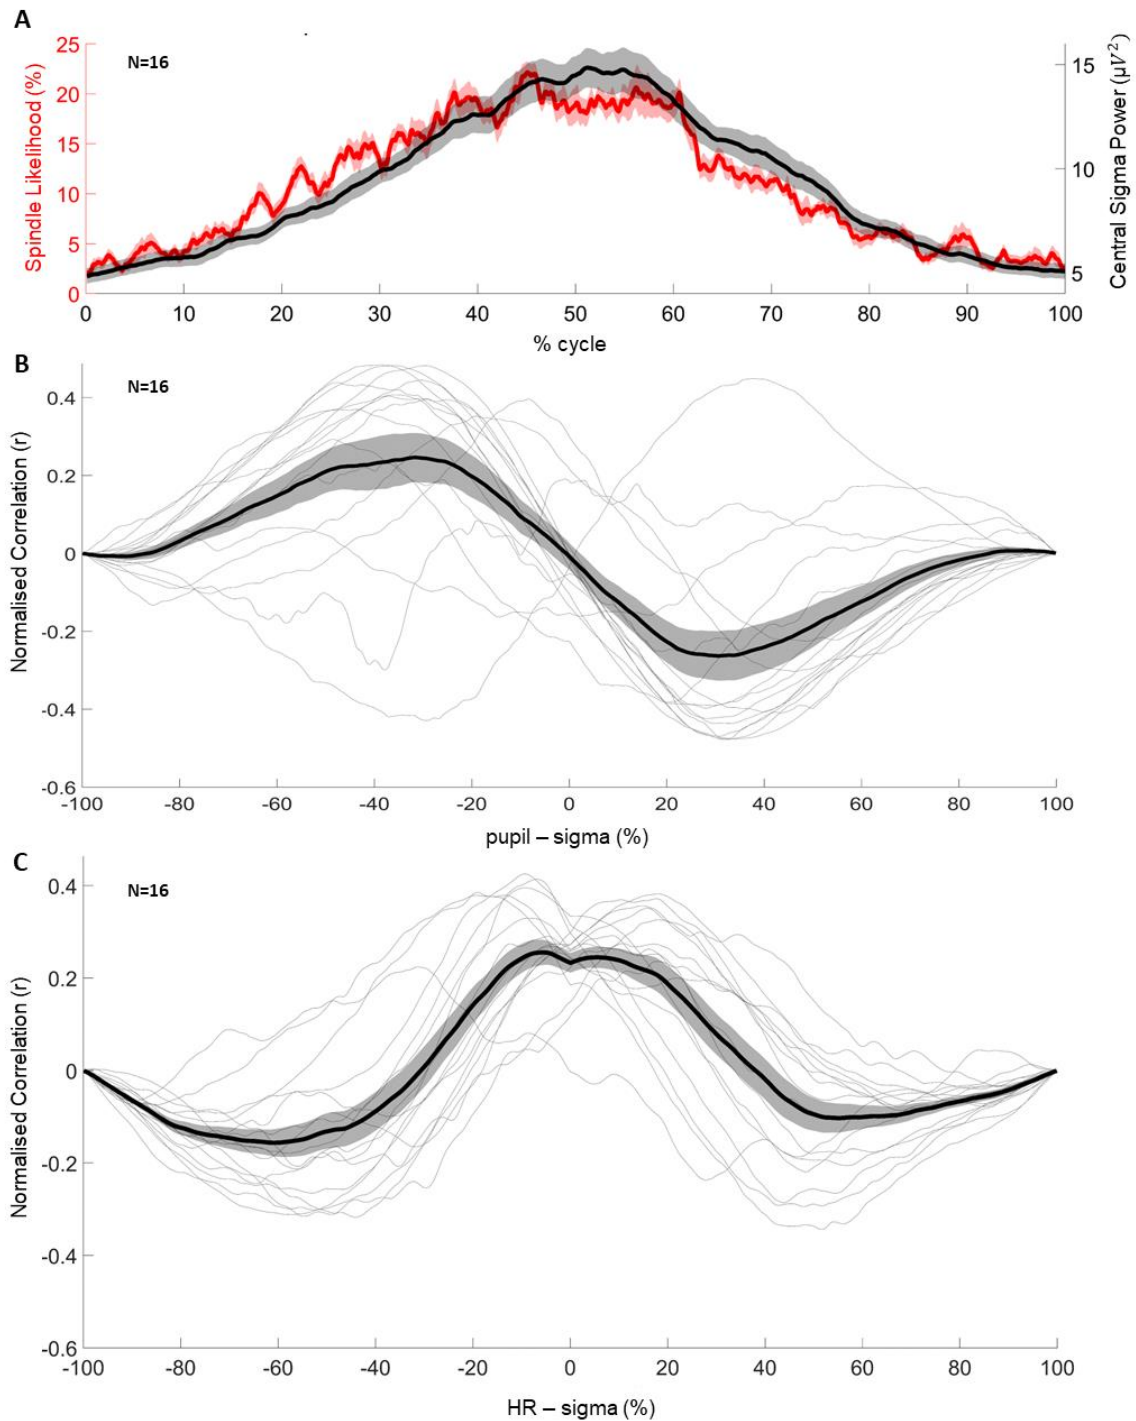 A
N=16
Spindle Likelihood (%)
25
20
15
10
5
0
Central Sigma Power (μV²)
15
10
5
0 10 20 30 40 50 60 70 80 90 100
% cycle
B
N=16
Normalised Correlation (r)
0.4
0.2
0
-0.2
-0.4
-0.6
-100 -80 -60 -40 -20 0 20 40 60 80 100
pupil – sigma (%)
C
N=16
Normalised Correlation (r)
0.4
0.2
0
-0.2
-0.4
-0.6
-100 -80 -60 -40 -20 0 20 40 60 80 100
HR – sigma (%)